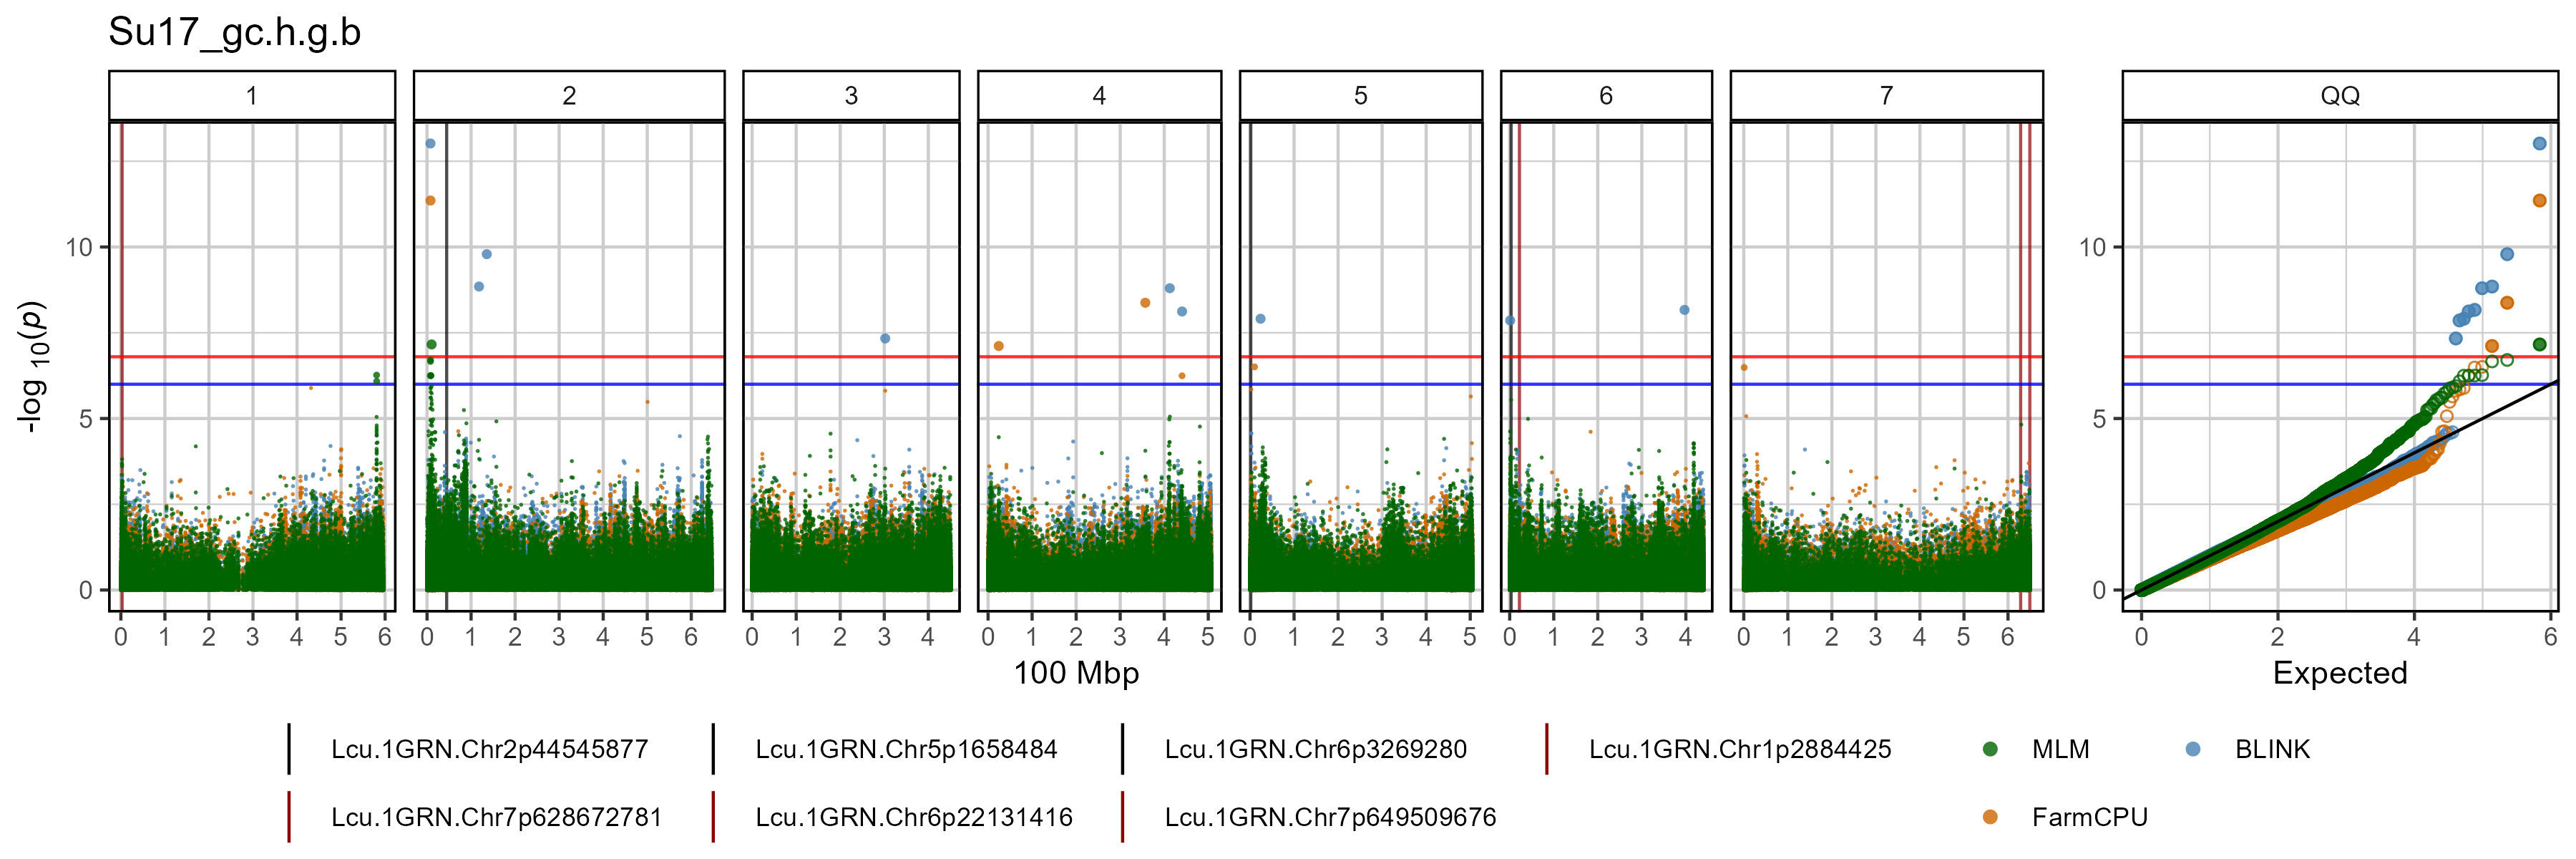 Su17_gc.h.g.b
1 2 3 4 5 6 7 QQ
-log 10(p)
10 10
5 5
0 0
0 1 2 3 4 5 6 0 1 2 3 4 5 6 0 1 2 3 4 0 1 2 3 4 5 0 1 2 3 4 5 0 1 2 3 4 0 1 2 3 4 5 6 0 2 4 6
100 Mbp Expected
Lcu.1GRN.Chr2p44545877 Lcu.1GRN.Chr5p1658484 Lcu.1GRN.Chr6p3269280 Lcu.1GRN.Chr1p2884425 MLM BLINK
Lcu.1GRN.Chr7p628672781 Lcu.1GRN.Chr6p22131416 Lcu.1GRN.Chr7p649509676 FarmCPU